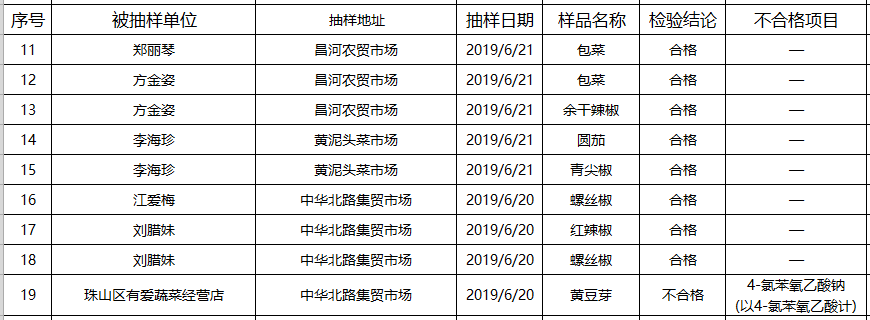 序号 被抽样单位 抽样地址 抽样日期 样品名称 检验结论 不合格项目
11 郑丽琴 昌河农贸市场 2019/6/21 包菜 合格 —
12 方金姿 昌河农贸市场 2019/6/21 包菜 合格 —
13 方金姿 昌河农贸市场 2019/6/21 余干辣椒 合格 —
14 李海珍 黄泥头菜市场 2019/6/21 圆茄 合格 —
15 李海珍 黄泥头菜市场 2019/6/21 青尖椒 合格 —
16 江爱梅 中华北路集贸市场 2019/6/20 螺丝椒 合格 —
17 刘腊妹 中华北路集贸市场 2019/6/20 红辣椒 合格 —
18 刘腊妹 中华北路集贸市场 2019/6/20 螺丝椒 合格 —
19 珠山区有爱蔬菜经营店 中华北路集贸市场 2019/6/20 黄豆芽 不合格 4-氯苯氧乙酸钠
(以4-氯苯氧乙酸计)